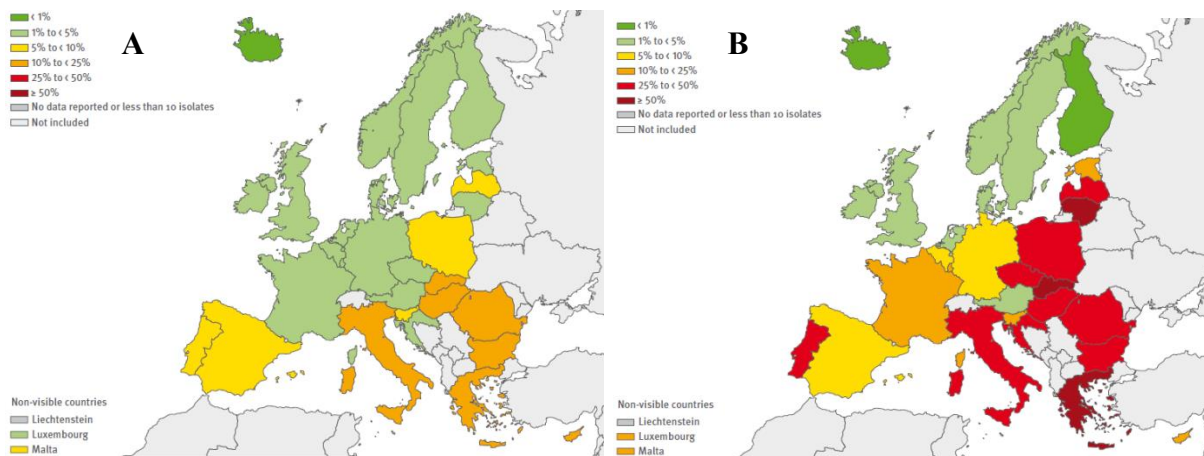 < 1%
1% to < 5%
5% to < 10%
10% to < 25%
25% to < 50%
≥ 50%
No data reported or less than 10 isolates
Not included
A
Non-visible countries
Liechtenstein
Luxembourg
Malta
< 1%
1% to < 5%
5% to < 10%
10% to < 25%
25% to < 50%
≥ 50%
No data reported or less than 10 isolates
Not included
B
Non-visible countries
Liechtenstein
Luxembourg
Malta